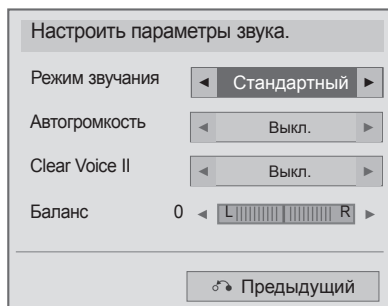 Настроить параметры звука.
Режим звучания ◄ Стандартный ►
Автогромкость ◄ Выкл. ►
Clear Voice II ◄ Выкл. ►
Баланс 0 ◄ L R ►
Предыдущий